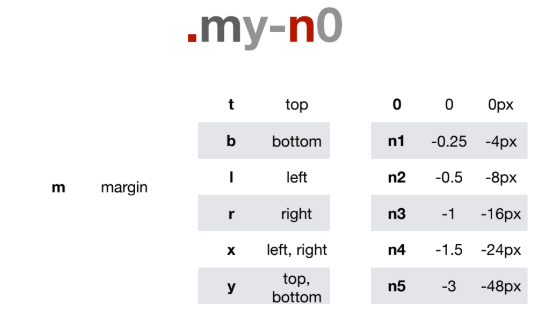 .my-n0
t top 0 0 0px
b bottom n1 -0.25 -4px
l left n2 -0.5 -8px
m margin
r right n3 -1 -16px
x left, right n4 -1.5 -24px
y top, bottom n5 -3 -48px